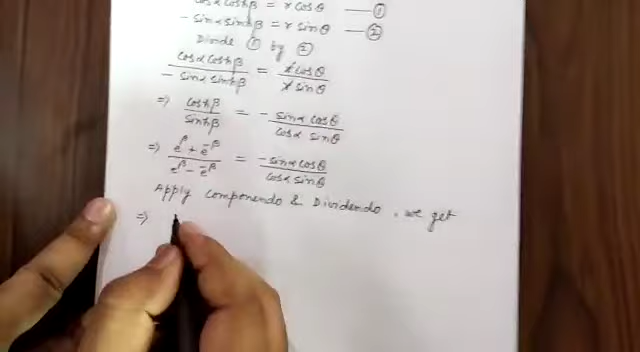 cosα coshβ = r cosθ —— ①
- sinα sinhβ = r sinθ —— ②
Divide ① by ②
cosα coshβ / - sinα sinhβ = r cosθ / r sinθ
⇒ coshβ / sinhβ = - sinα cosθ / cosα sinθ
⇒ e^β + e^-β / e^β - e^-β = - sinα cosθ / cosα sinθ
Apply componendo & Dividendo, we get
⇒